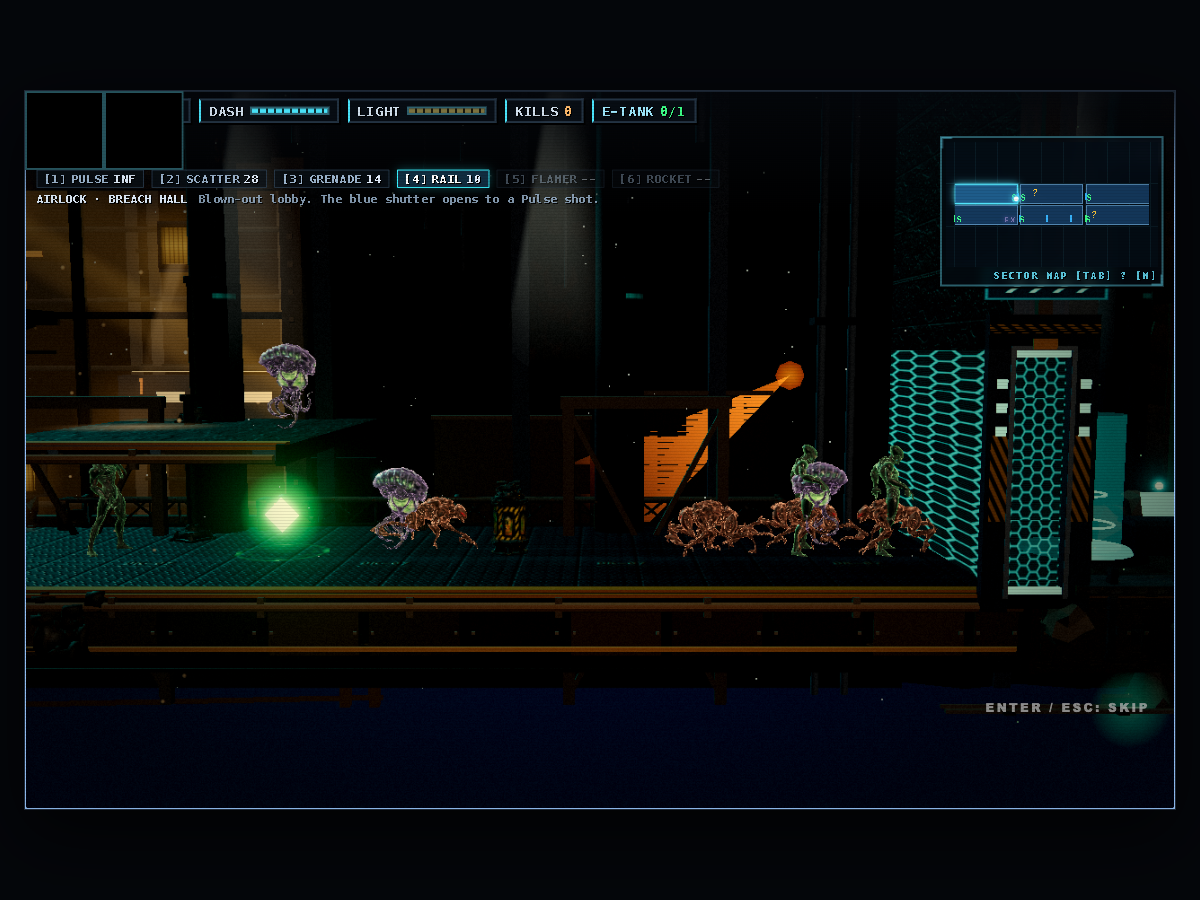 DASH LIGHT KILLS 0 E-TANK 0/1
[1] PULSE INF [2] SCATTER 28 [3] GRENADE 14 [4] RAIL 10 [5] FLAMER -- [6] ROCKET --
AIRLOCK · BREACH HALL Blown-out lobby. The blue shutter opens to a Pulse shot.
?
S S
S EX S S ?
SECTOR MAP [TAB] ? [M]
ENTER / ESC: SKIP